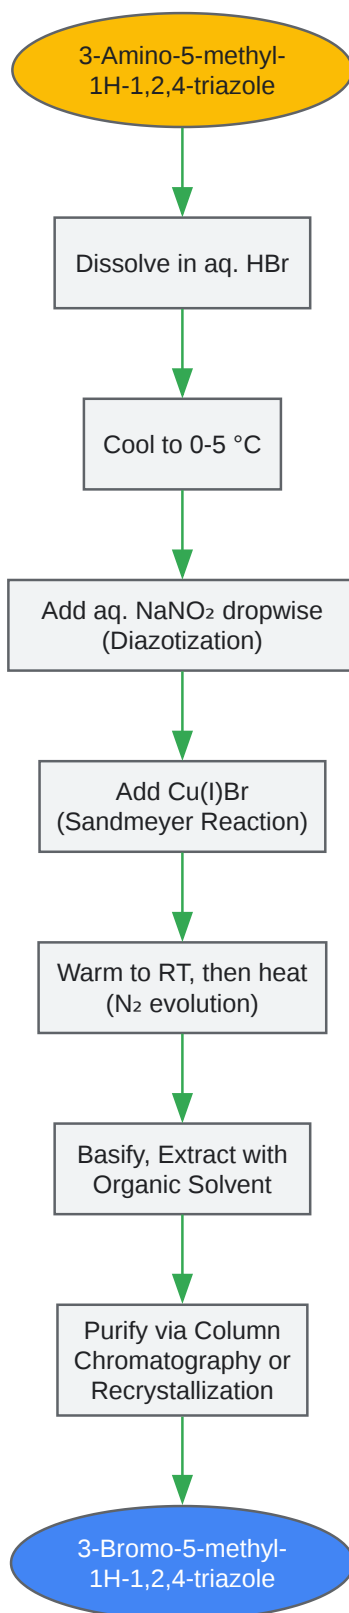 3-Amino-5-methyl-
1H-1,2,4-triazole
Dissolve in aq. HBr
Cool to 0-5 °C
Add aq. NaNO₂ dropwise
(Diazotization)
Add Cu(I)Br
(Sandmeyer Reaction)
Warm to RT, then heat
(N₂ evolution)
Basify, Extract with
Organic Solvent
Purify via Column
Chromatography or
Recrystallization
3-Bromo-5-methyl-
1H-1,2,4-triazole